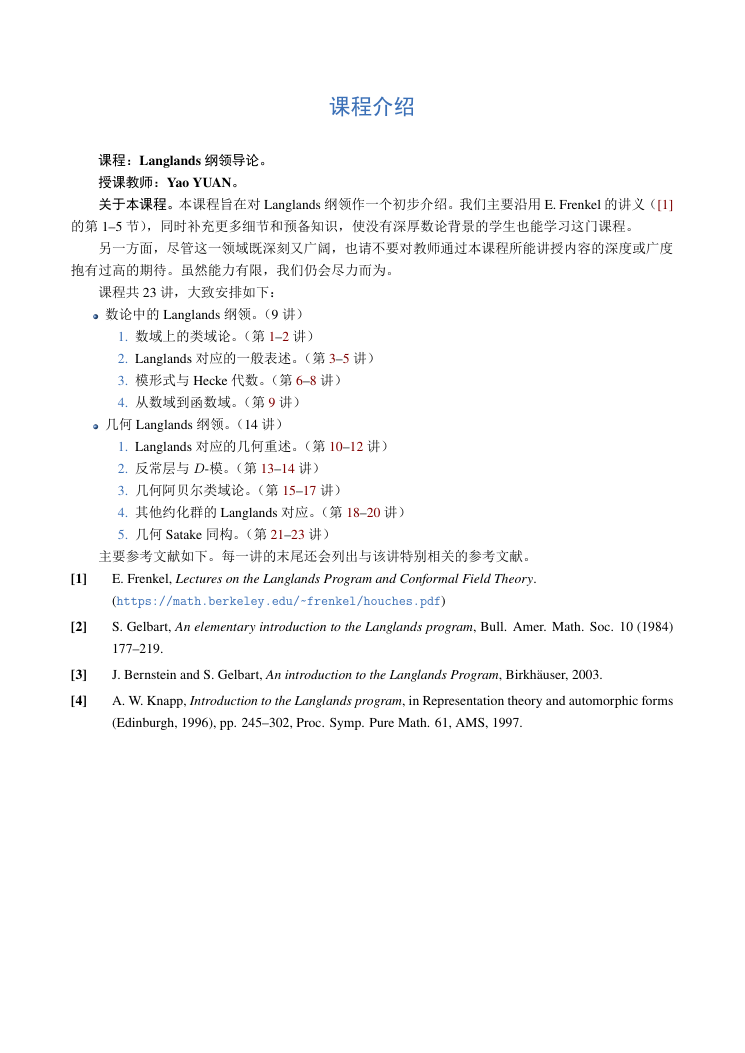 课程介绍
课程：Langlands 纲领导论。
授课教师：Yao YUAN。
关于本课程。本课程旨在对 Langlands 纲领作一个初步介绍。我们主要沿用 E. Frenkel 的讲义（[1]
的第 1–5 节），同时补充更多细节和预备知识，使没有深厚数论背景的学生也能学习这门课程。
另一方面，尽管这一领域既深刻又广阔，也请不要对教师通过本课程所能讲授内容的深度或广度
抱有过高的期待。虽然能力有限，我们仍会尽力而为。
课程共 23 讲，大致安排如下：
• 数论中的 Langlands 纲领。（9 讲）
1. 数域上的类域论。（第 1–2 讲）
2. Langlands 对应的一般表述。（第 3–5 讲）
3. 模形式与 Hecke 代数。（第 6–8 讲）
4. 从数域到函数域。（第 9 讲）
• 几何 Langlands 纲领。（14 讲）
1. Langlands 对应的几何重述。（第 10–12 讲）
2. 反常层与 D-模。（第 13–14 讲）
3. 几何阿贝尔类域论。（第 15–17 讲）
4. 其他约化群的 Langlands 对应。（第 18–20 讲）
5. 几何 Satake 同构。（第 21–23 讲）
主要参考文献如下。每一讲的末尾还会列出与该讲特别相关的参考文献。
[1] E. Frenkel, Lectures on the Langlands Program and Conformal Field Theory.
(https://math.berkeley.edu/~frenkel/houches.pdf)
[2] S. Gelbart, An elementary introduction to the Langlands program, Bull. Amer. Math. Soc. 10 (1984)
177–219.
[3] J. Bernstein and S. Gelbart, An introduction to the Langlands Program, Birkhäuser, 2003.
[4] A. W. Knapp, Introduction to the Langlands program, in Representation theory and automorphic forms
(Edinburgh, 1996), pp. 245–302, Proc. Symp. Pure Math. 61, AMS, 1997.